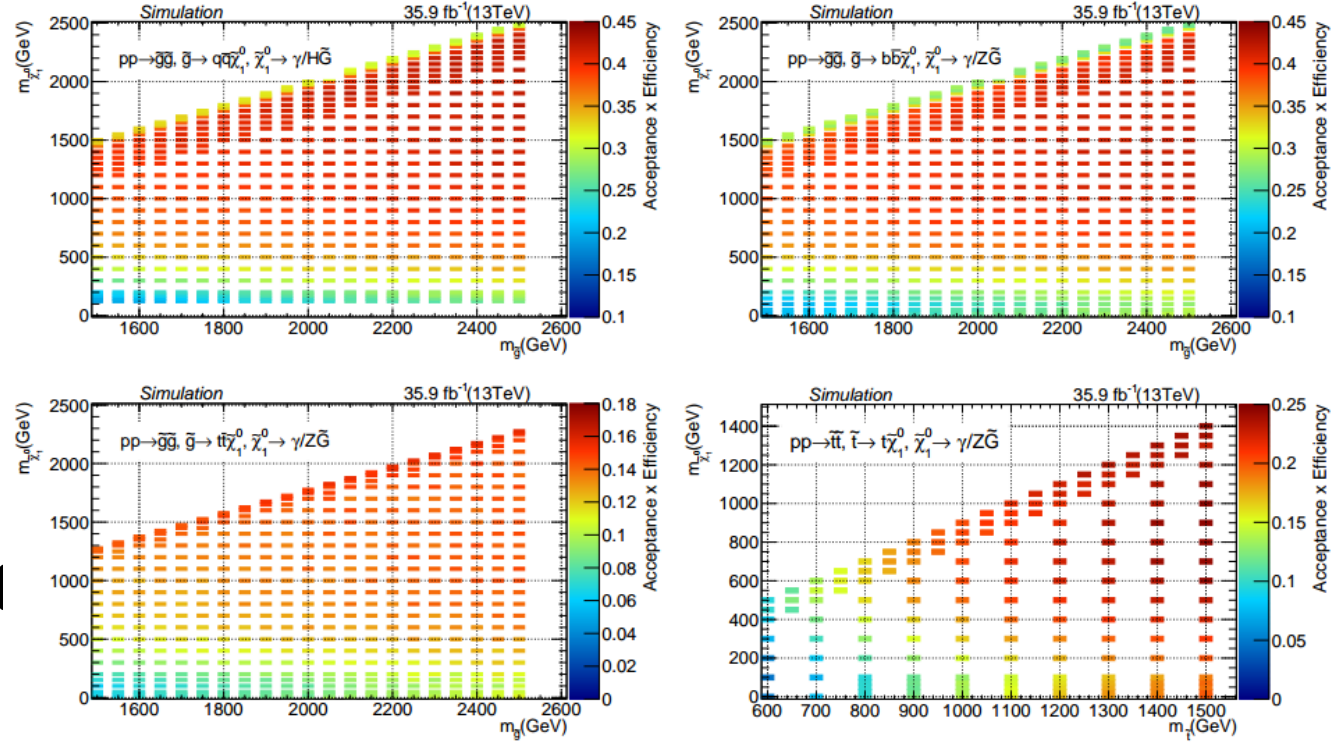 Simulation 35.9 fb⁻¹(13TeV)
pp→g̃g̃, g̃→ qq̄χ̃⁰₁, χ̃⁰₁→ γ/HG̃
m_χ̃⁰₁(GeV)
2500
2000
1500
1000
500
0
1600 1800 2000 2200 2400 2600
m_g̃(GeV)
0.45
0.4
0.35
0.3
0.25
0.2
0.15
0.1
Acceptance x Efficiency
Simulation 35.9 fb⁻¹(13TeV)
pp→g̃g̃, g̃→ bb̄χ̃⁰₁, χ̃⁰₁→ γ/ZG̃
m_χ̃⁰₁(GeV)
2500
2000
1500
1000
500
0
1600 1800 2000 2200 2400 2600
m_g̃(GeV)
0.45
0.4
0.35
0.3
0.25
0.2
0.15
0.1
Acceptance x Efficiency
Simulation 35.9 fb⁻¹(13TeV)
pp→g̃g̃, g̃→ tt̄χ̃⁰₁, χ̃⁰₁→ γ/ZG̃
m_χ̃⁰₁(GeV)
2500
2000
1500
1000
500
0
1600 1800 2000 2200 2400 2600
m_g̃(GeV)
0.18
0.16
0.14
0.12
0.1
0.08
0.06
0.04
0.02
0
Acceptance x Efficiency
Simulation 35.9 fb⁻¹(13TeV)
pp→t̃t̃, t̃→ tχ̃⁰₁, χ̃⁰₁→ γ/ZG̃
m_χ̃⁰₁(GeV)
1400
1200
1000
800
600
400
200
0
600 700 800 900 1000 1100 1200 1300 1400 1500
m_t̃(GeV)
0.25
0.2
0.15
0.1
0.05
0
Acceptance x Efficiency